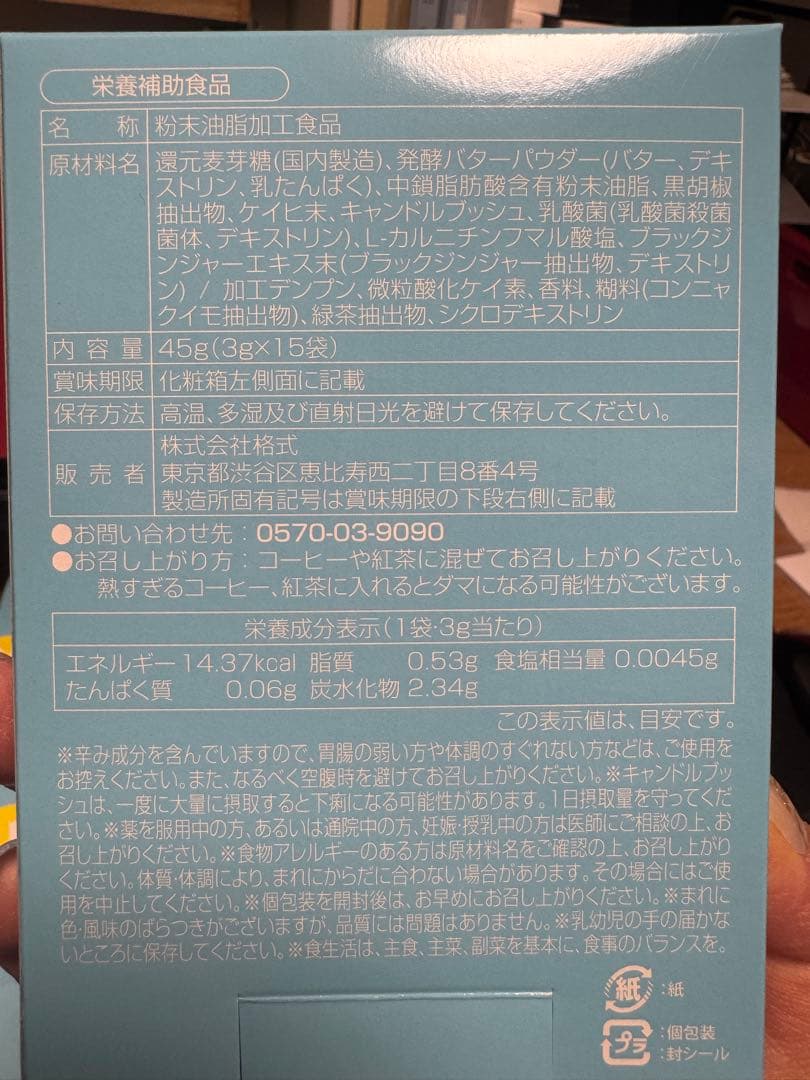 栄養補助食品
名 称 粉末油脂加工食品
原材料名 還元麦芽糖(国内製造)、発酵バターパウダー(バター、デキ
ストリン、乳たんぱく)、中鎖脂肪酸含有粉末油脂、黒胡椒
抽出物、ケイヒ末、キャンドルブッシュ、乳酸菌(乳酸菌殺菌
菌体、デキストリン)、L-カルニチンフマル酸塩、ブラックジ
ンジャーエキス末(ブラックジンジャー抽出物、デキストリ
ン) / 加工デンプン、微粒酸化ケイ素、香料、糊料(コンニャ
クイモ抽出物)、緑茶抽出物、シクロデキストリン
内容量 45g(3g×15袋)
賞味期限 化粧箱左側面に記載
保存方法 高温、多湿及び直射日光を避けて保存してください。
販売者 株式会社格式
東京都渋谷区恵比寿西二丁目8番4号
製造所固有記号は賞味期限の下段右側に記載
●お問い合わせ先：0570-03-9090
●お召し上がり方：コーヒーや紅茶に混ぜてお召し上がりください。
熱すぎるコーヒー、紅茶に入れるとダマになる可能性がございます。
栄養成分表示(1袋・3g当たり)
エネルギー 14.37kcal 脂質 0.53g 食塩相当量 0.0045g
たんぱく質 0.06g 炭水化物 2.34g
この表示値は、目安です。
※辛み成分を含んでいますので、胃腸の弱い方や体調のすぐれない方などは、ご使用を
お控えください。また、なるべく空腹時を避けてお召し上がりください。※キャンドルブッ
シュは、一度に大量に摂取すると下痢になる可能性があります。1日摂取量を守ってくだ
さい。※薬を服用中の方、あるいは通院中の方、妊娠・授乳中の方は医師にご相談の上、お
召し上がりください。※食物アレルギーのある方は原材料名をご確認の上、お召し上がり
ください。体質・体調により、まれにからだに合わない場合があります。その場合にはご使
用を中止してください。※個包装を開封後は、お早めにお召し上がりください。※まれに
色・風味のばらつきがございますが、品質には問題はありません。※乳幼児の手の届かな
いところに保存してください。※食生活は、主食、主菜、副菜を基本に、食事のバランスを。
紙 ：紙
プラ ：個包装
：封シール